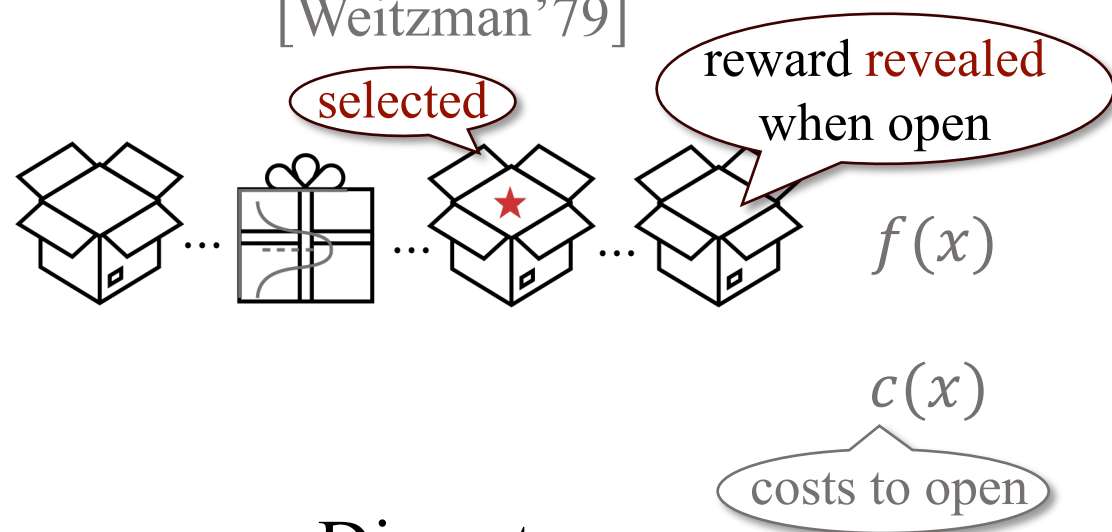 [Weitzman’79]
selected
reward revealed
when open
... ... ...
f(x)
c(x)
costs to open